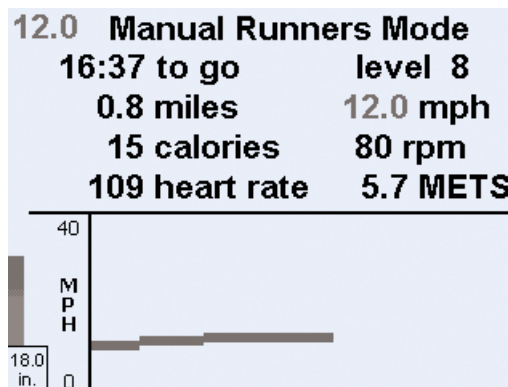 12.0 Manual Runners Mode
16:37 to go level 8
0.8 miles 12.0 mph
15 calories 80 rpm
109 heart rate 5.7 METS
40
MPH
18.0
in.
0